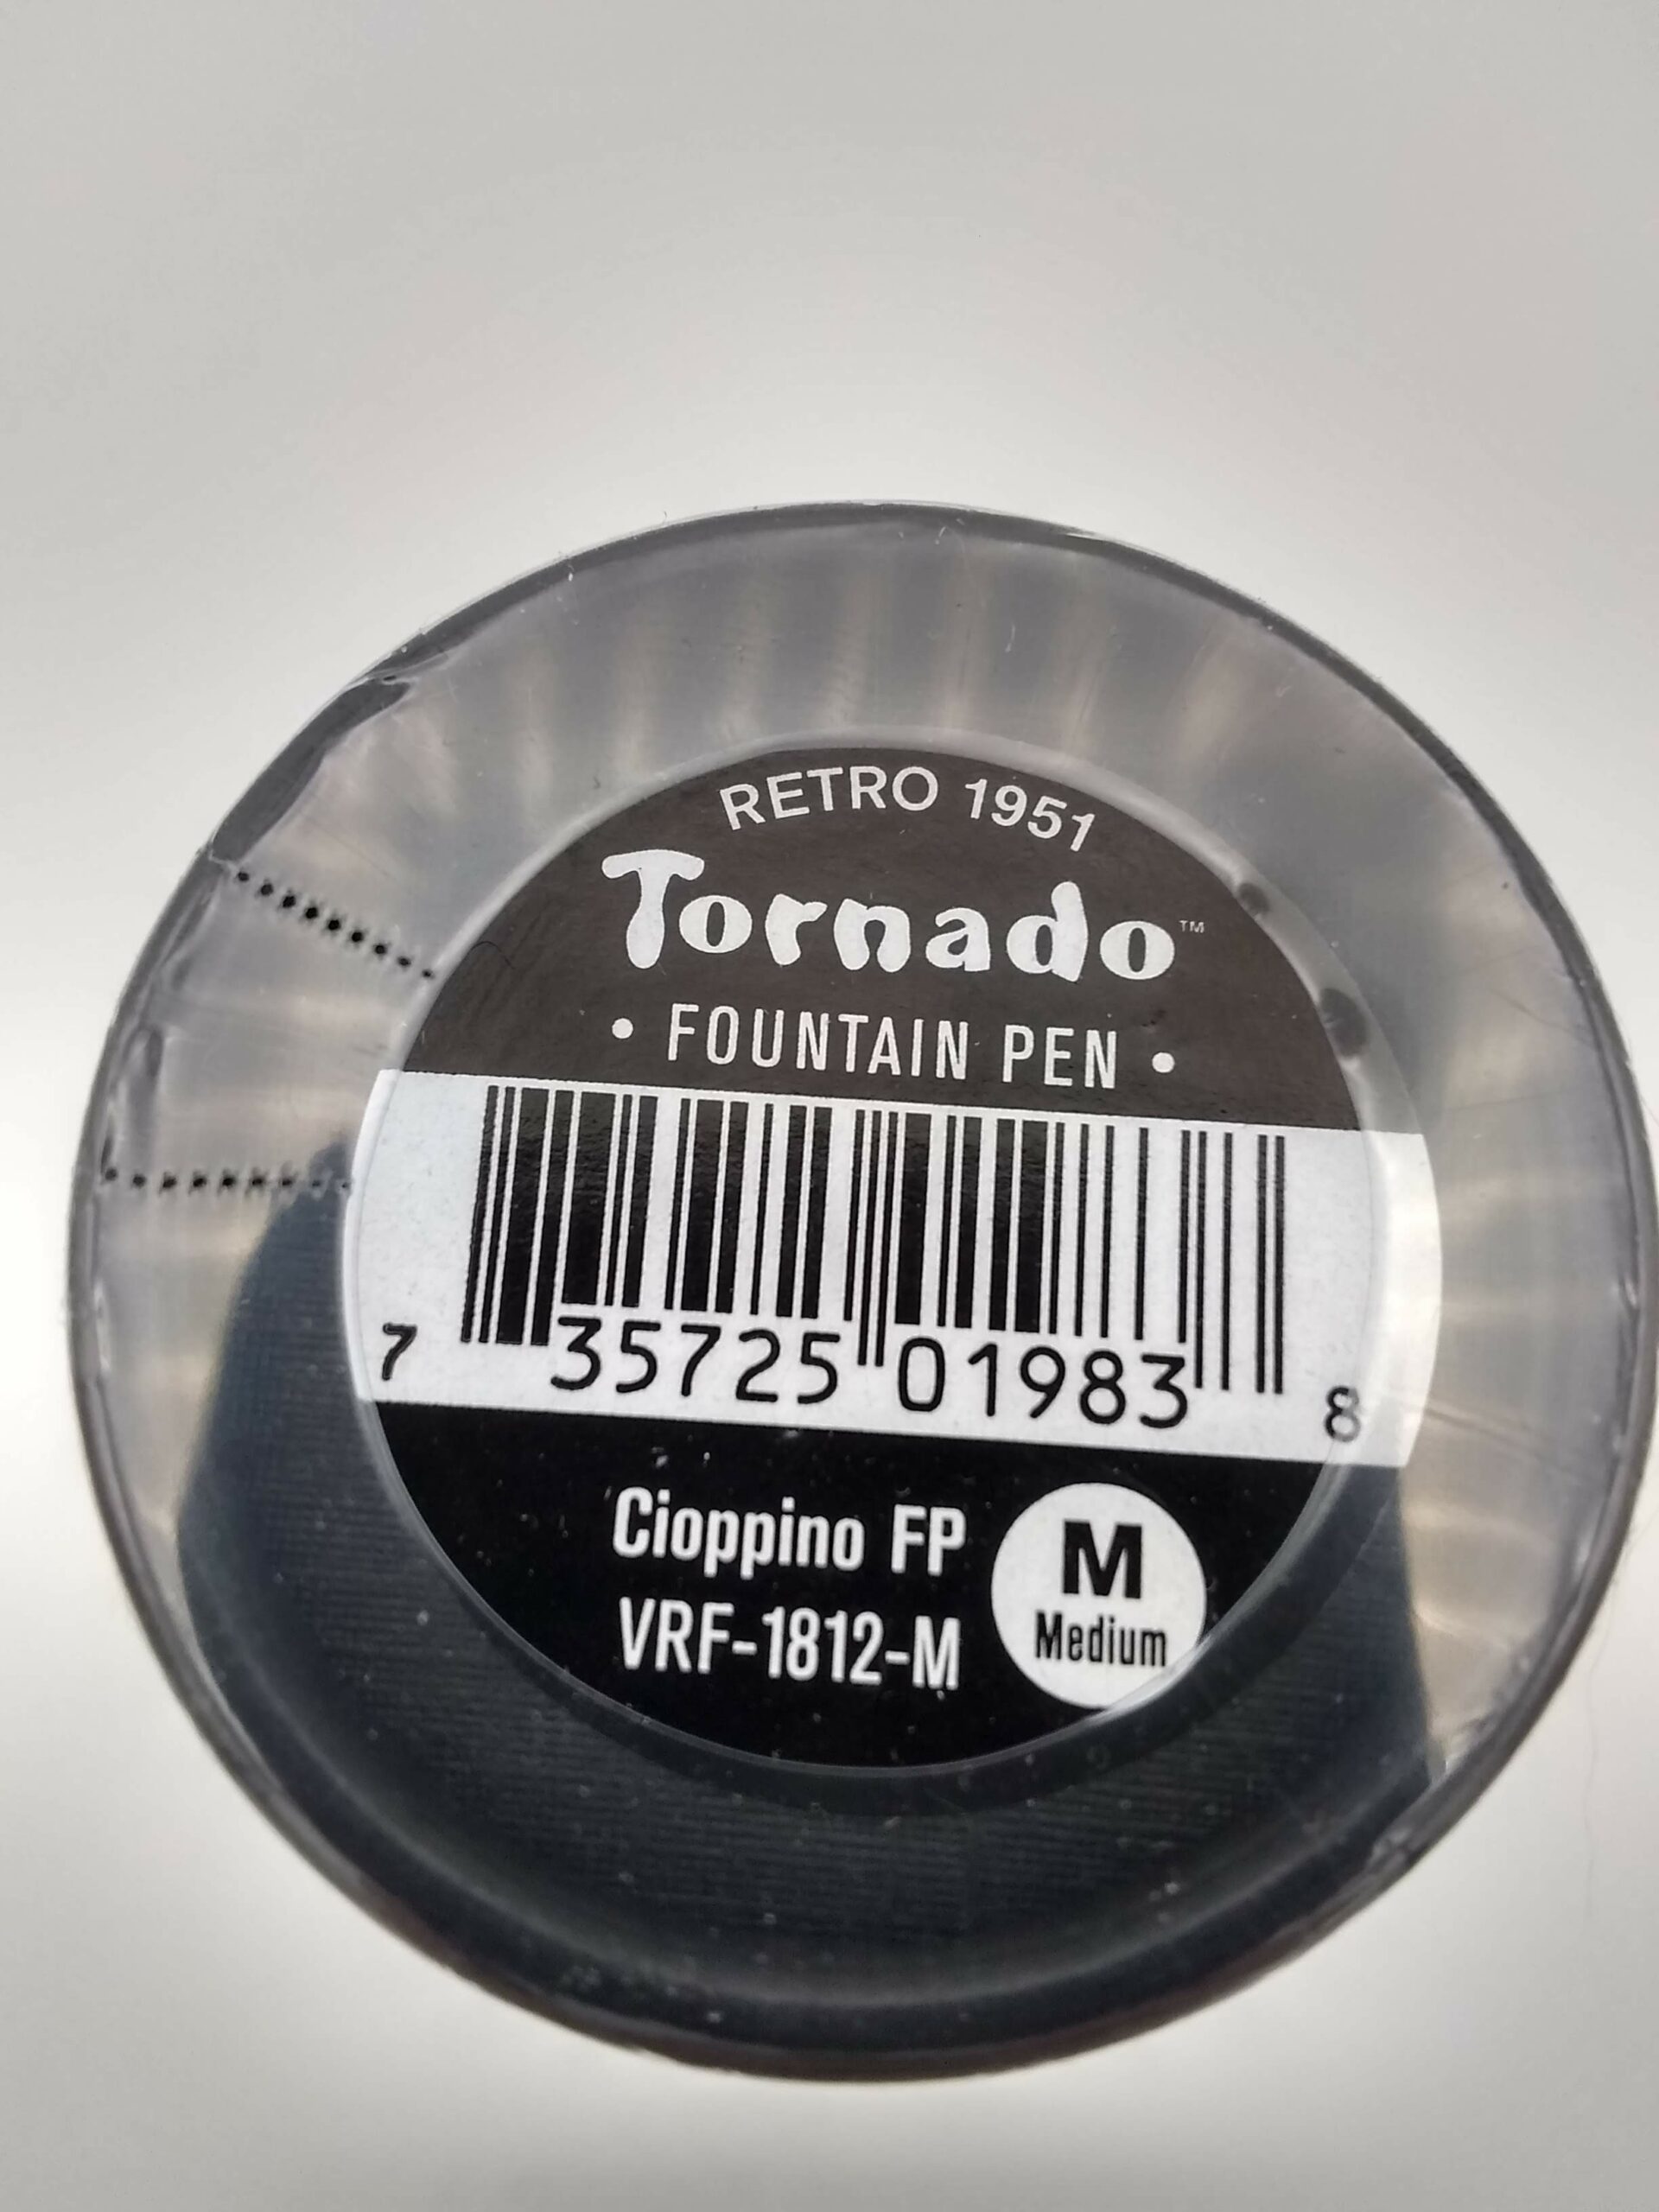 RETRO 1951
Tornado™
• FOUNTAIN PEN •
7 35725 01983 8
Cioppino FP
VRF-1812-M
M
Medium